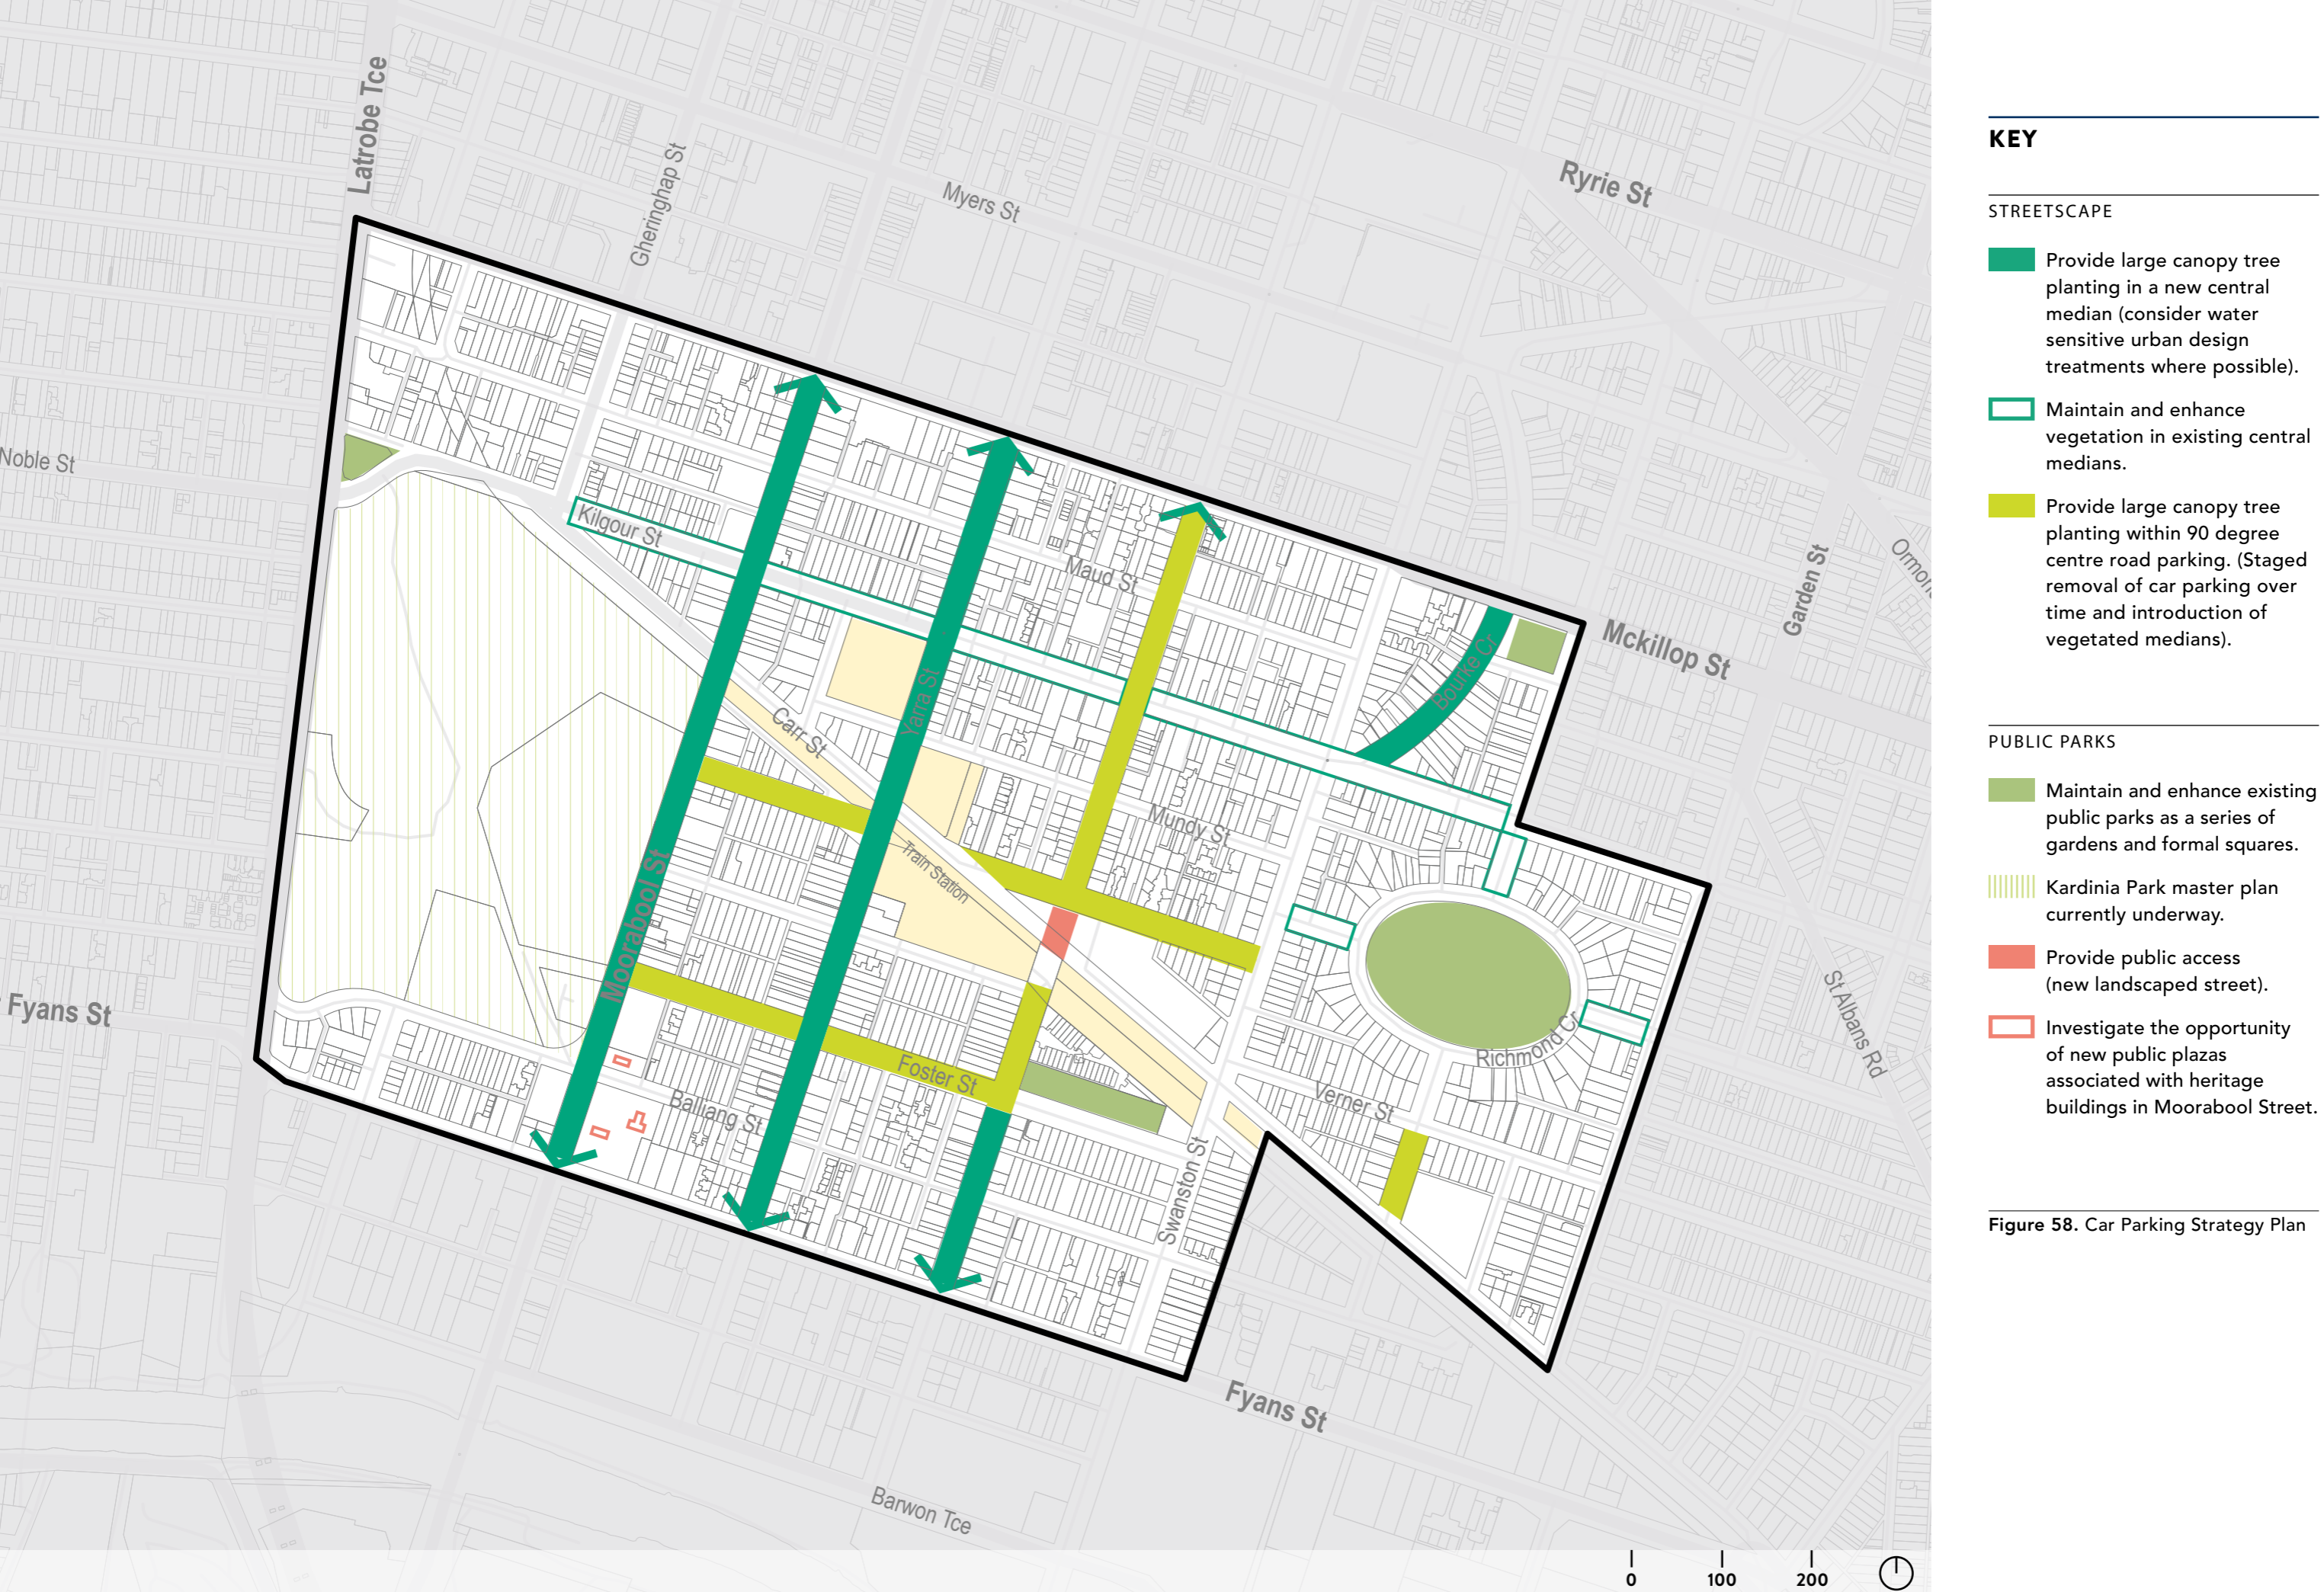 Latrobe Tce
Gheringhap St
Myers St
Ryrie St
Noble St
Kilgour St
Maud St
Garden St
Mckillop St
Bourke Cr
Yarra St
Carr St
Mundy St
Train Station
Moorabool St
Fyans St
Foster St
Richmond Cr
St Albans Rd
Balliang St
Verner St
Swanston St
Fyans St
Barwon Tce
0 100 200
KEY
STREETSCAPE
Provide large canopy tree
planting in a new central
median (consider water
sensitive urban design
treatments where possible).
Maintain and enhance
vegetation in existing central
medians.
Provide large canopy tree
planting within 90 degree
centre road parking. (Staged
removal of car parking over
time and introduction of
vegetated medians).
PUBLIC PARKS
Maintain and enhance existing
public parks as a series of
gardens and formal squares.
Kardinia Park master plan
currently underway.
Provide public access
(new landscaped street).
Investigate the opportunity
of new public plazas
associated with heritage
buildings in Moorabool Street.
Figure 58. Car Parking Strategy Plan